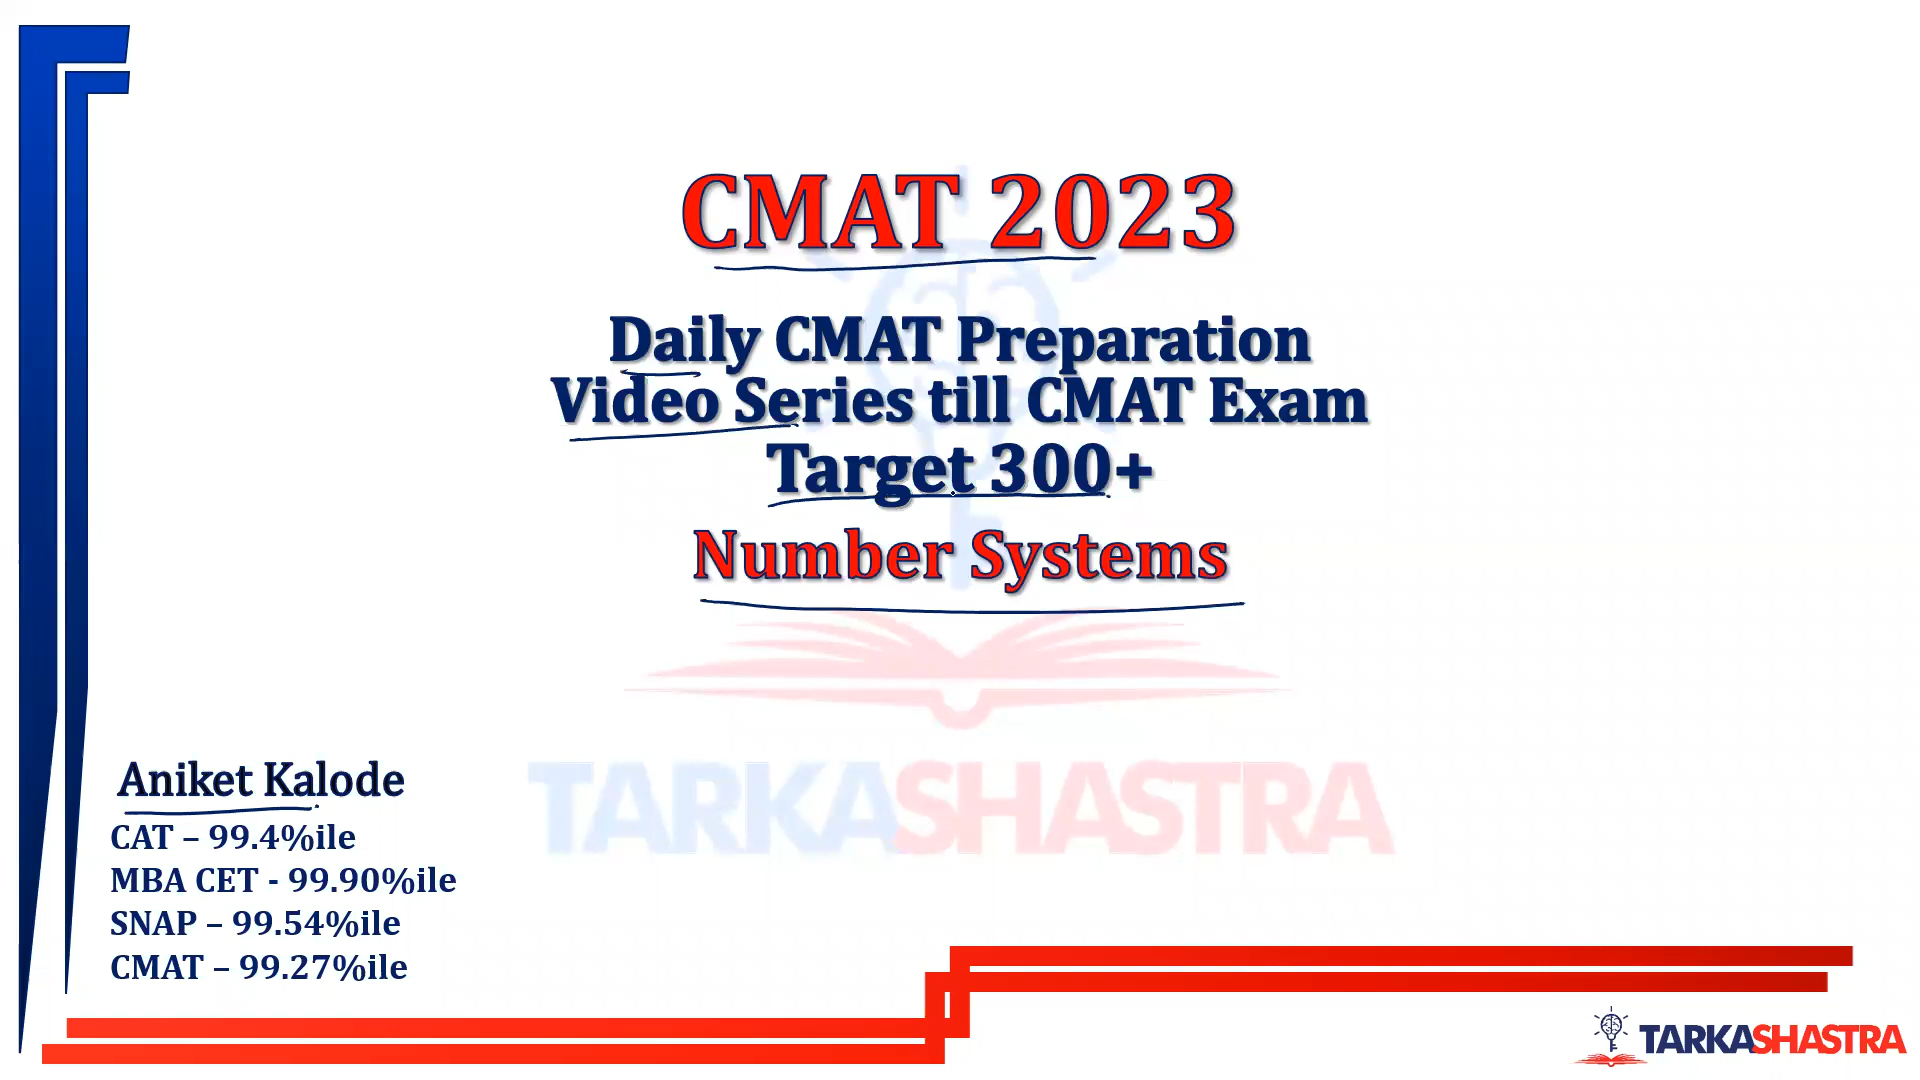 CMAT 2023
Daily CMAT Preparation
Video Series till CMAT Exam
Target 300+
Number Systems
TARKASHASTRA
Aniket Kalode
CAT – 99.4%ile
MBA CET - 99.90%ile
SNAP – 99.54%ile
CMAT – 99.27%ile
TARKASHASTRA